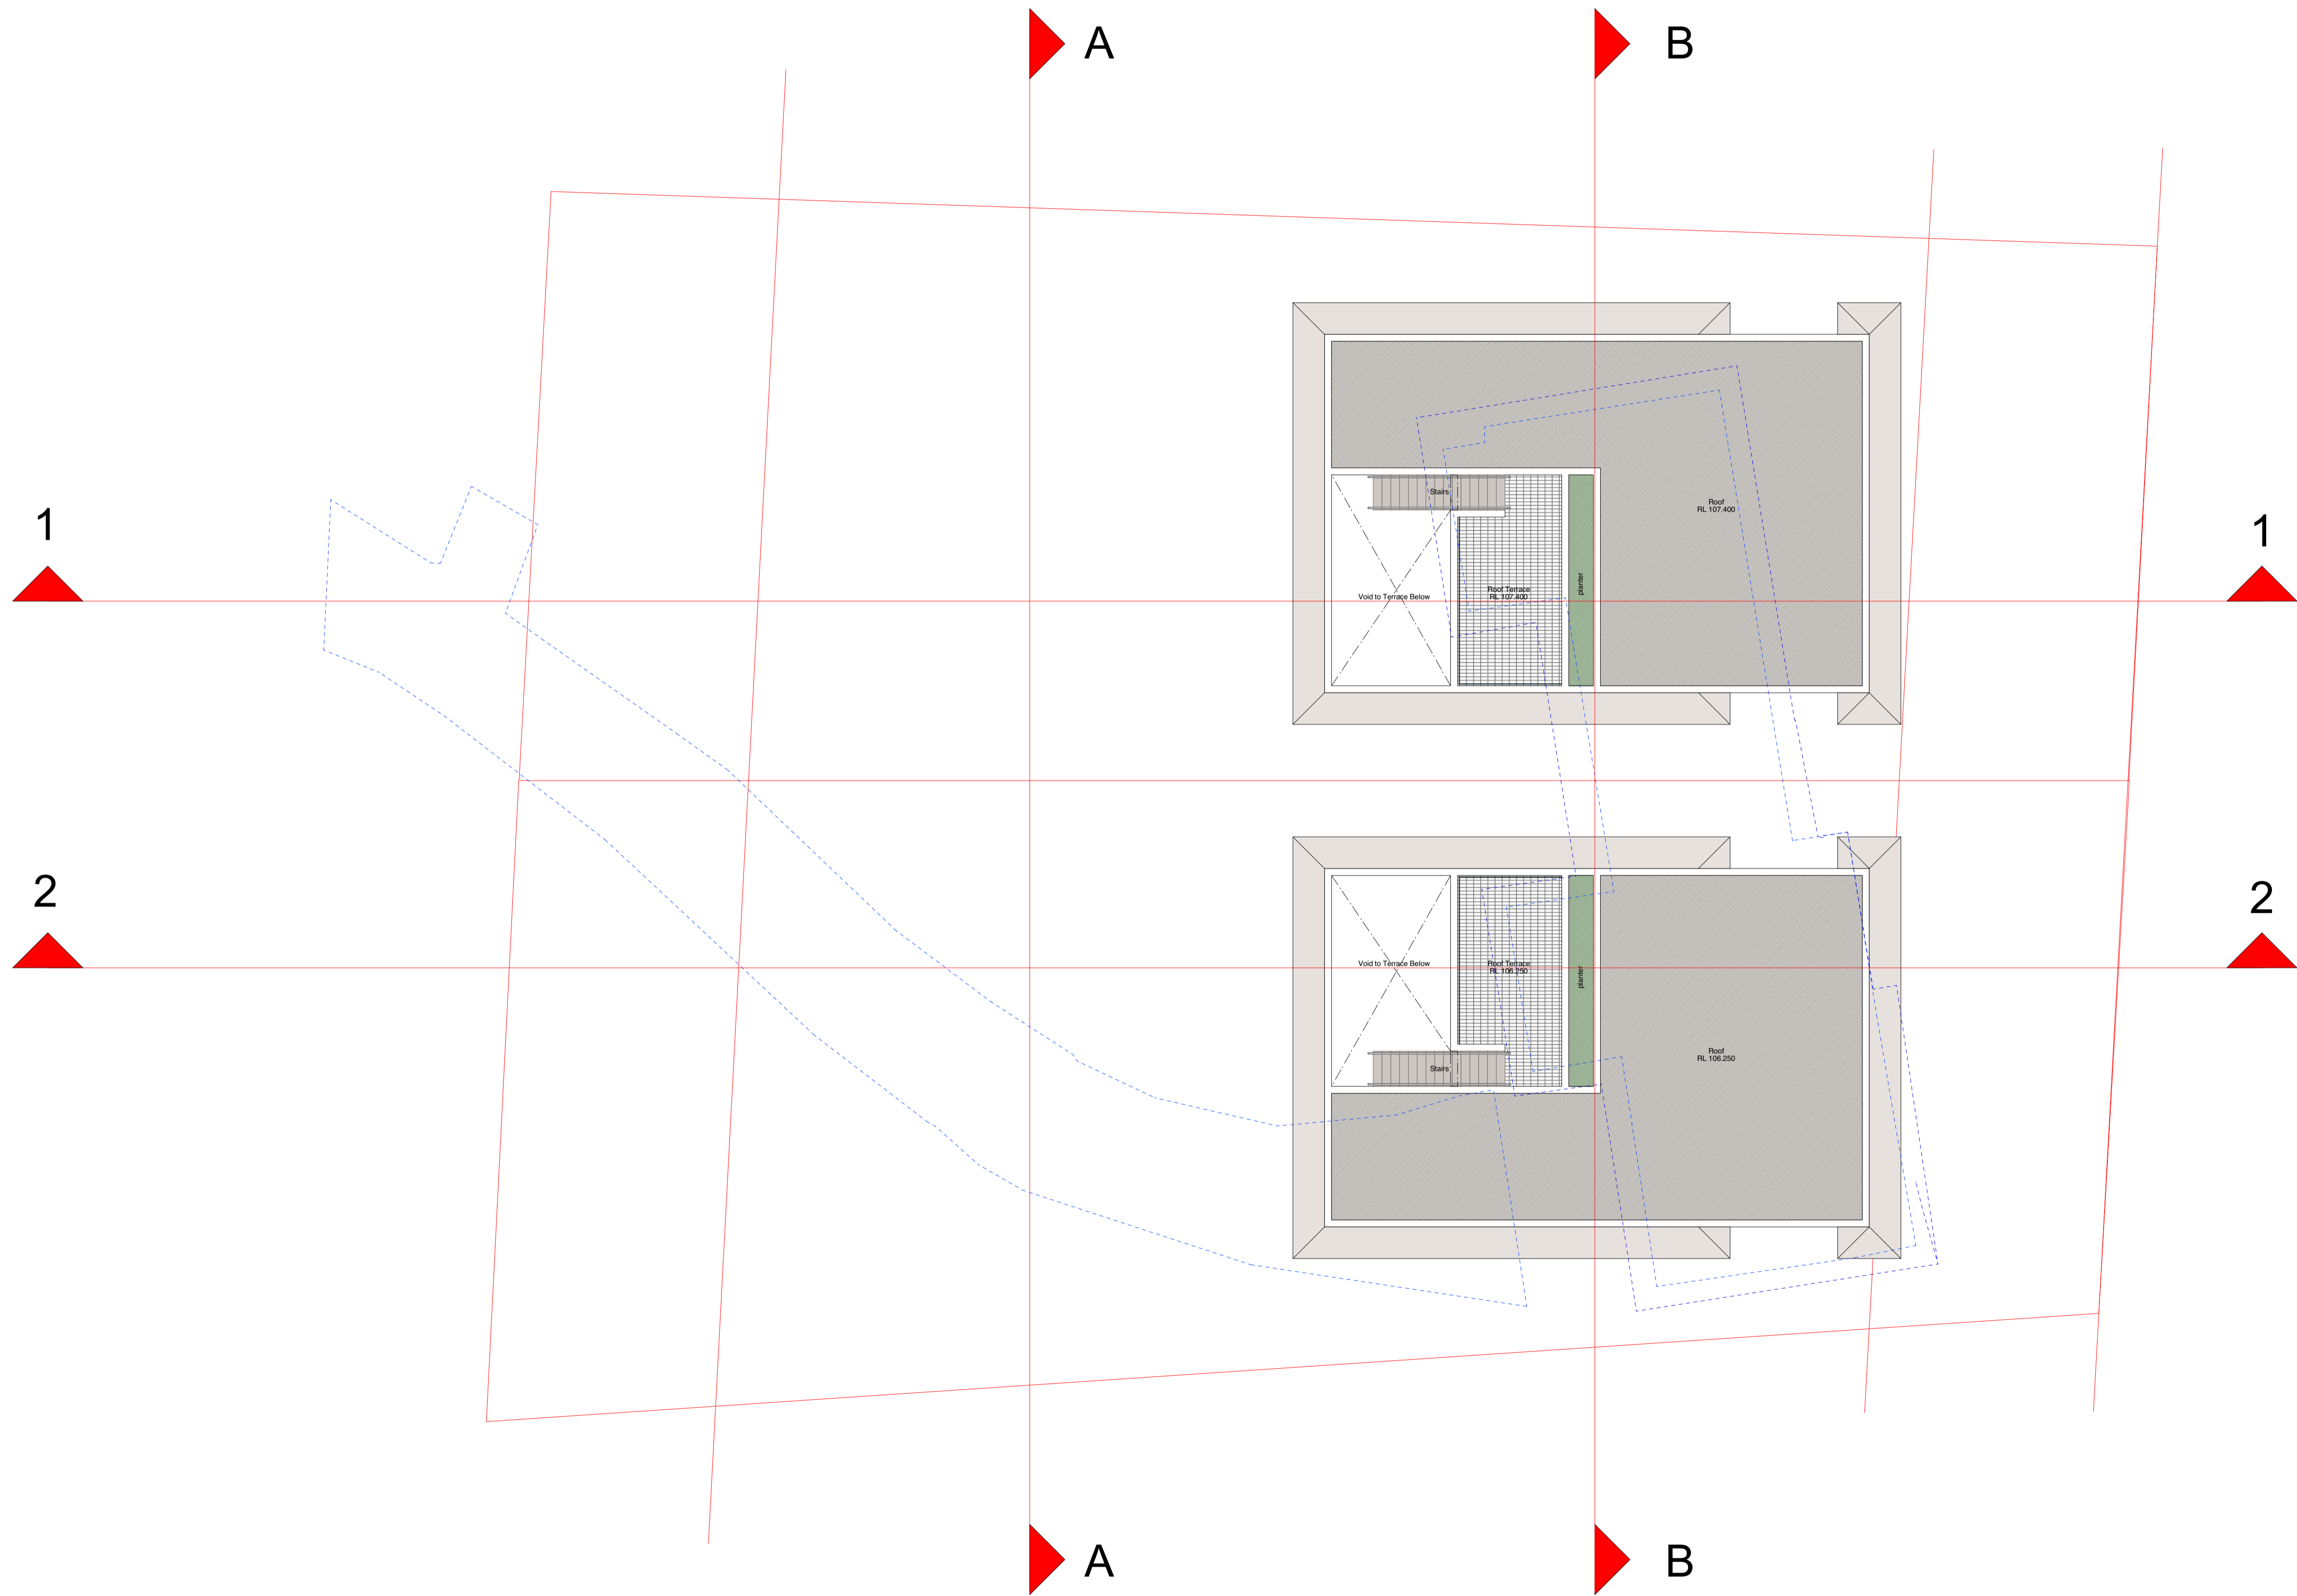 A
B
Stairs
Roof
RL 107.400
1
1
Void to Terrace Below
Roof Terrace
RL 107.400
planter
2
2
Void to Terrace Below
Roof Terrace
RL 106.250
planter
Roof
RL 106.250
Stairs
A
B